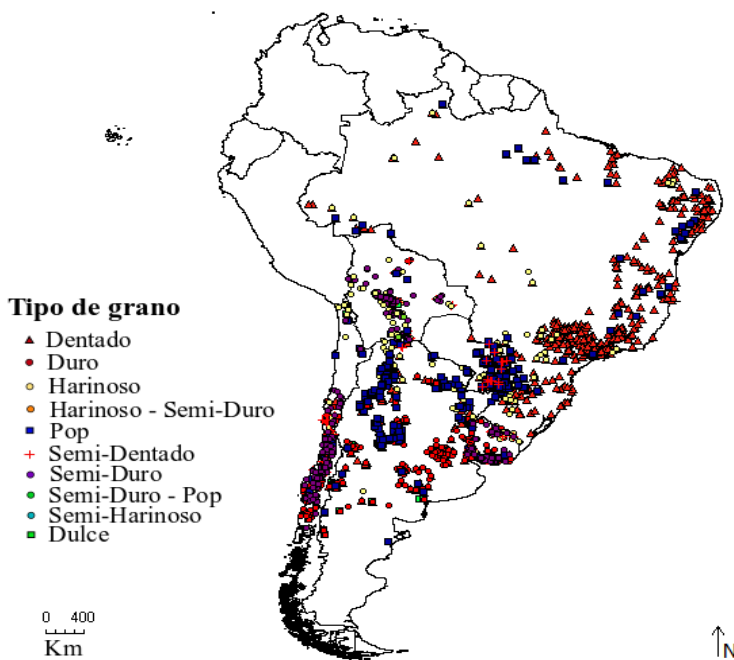 Tipo de grano
Dentado
Duro
Harinoso
Harinoso - Semi-Duro
Pop
Semi-Dentado
Semi-Duro
Semi-Duro - Pop
Semi-Harinoso
Dulce
0 400
Km
N